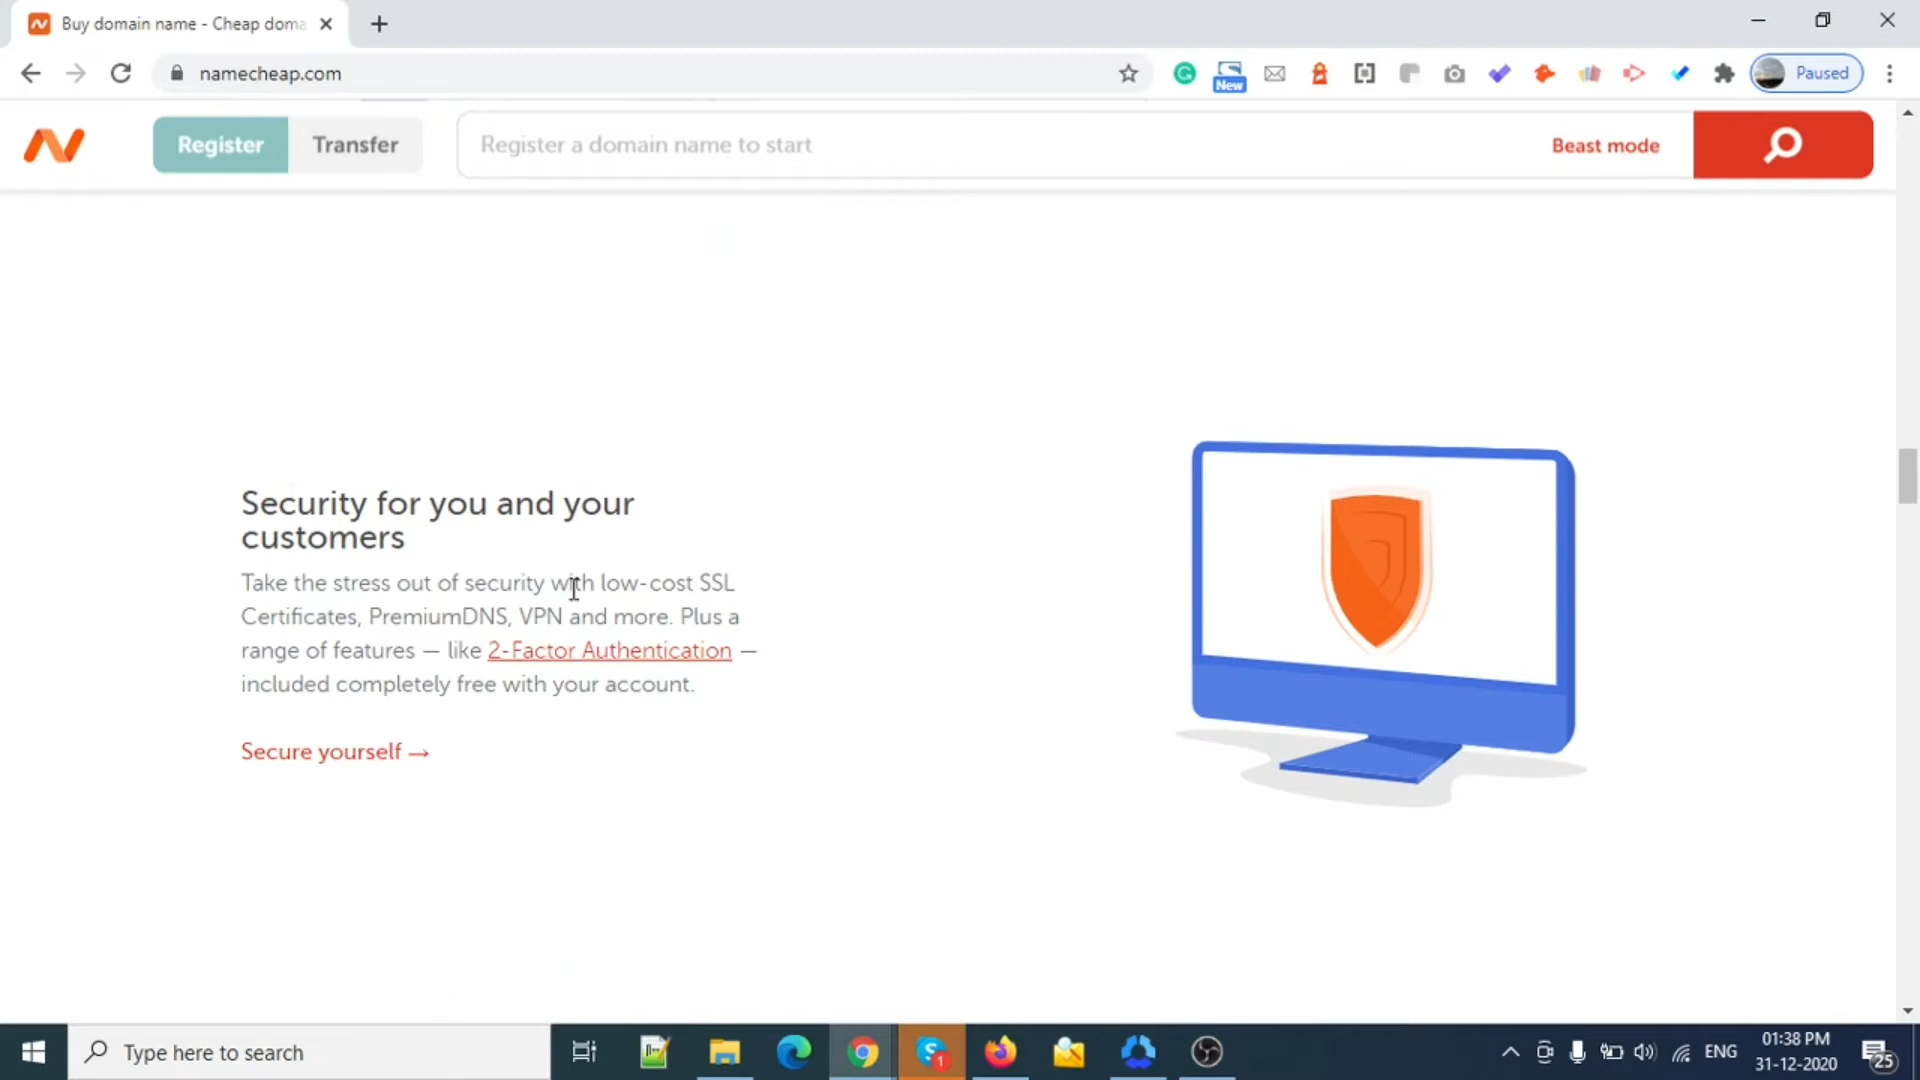 Buy domain name - Cheap doma
namecheap.com
New
Paused
Register
Transfer
Register a domain name to start
Beast mode
Security for you and your
customers
Take the stress out of security with low-cost SSL
Certificates, PremiumDNS, VPN and more. Plus a
range of features — like 2-Factor Authentication —
included completely free with your account.
Secure yourself →
Type here to search
1
ENG
01:38 PM
31-12-2020
25